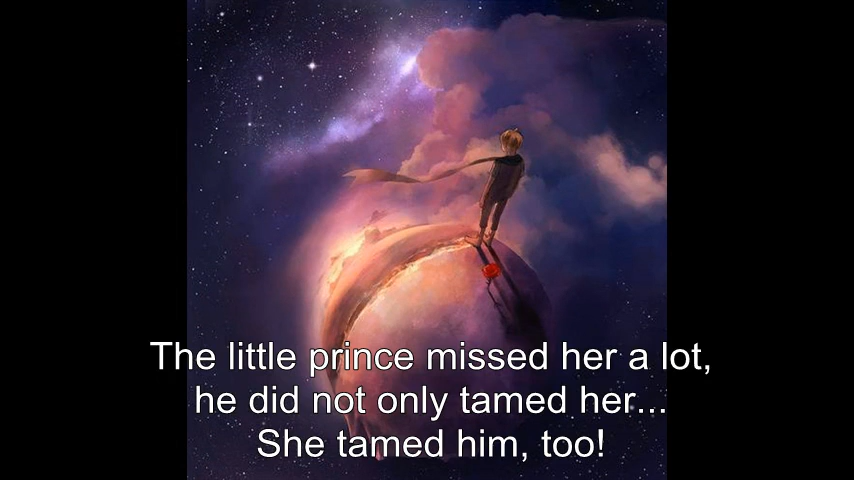 The little prince missed her a lot,
he did not only tamed her...
She tamed him, too!